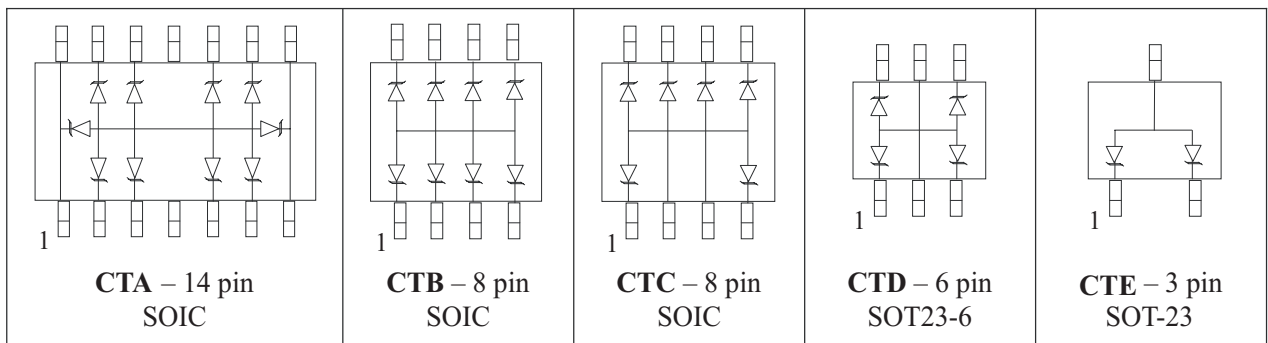 1
CTA – 14 pin
SOIC
1
CTB – 8 pin
SOIC
1
CTC – 8 pin
SOIC
1
CTD – 6 pin
SOT23-6
1
CTE – 3 pin
SOT-23